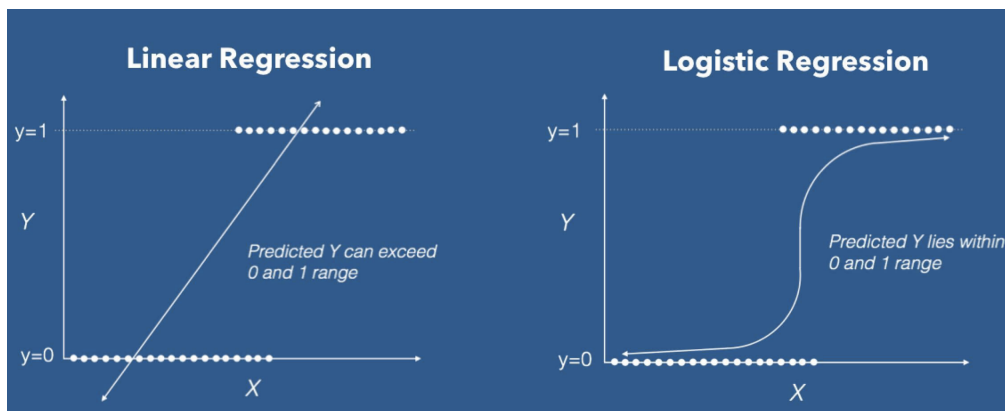 Linear Regression
y=1
Y
Predicted Y can exceed
0 and 1 range
y=0
X
Logistic Regression
y=1
Y
Predicted Y lies within
0 and 1 range
y=0
X